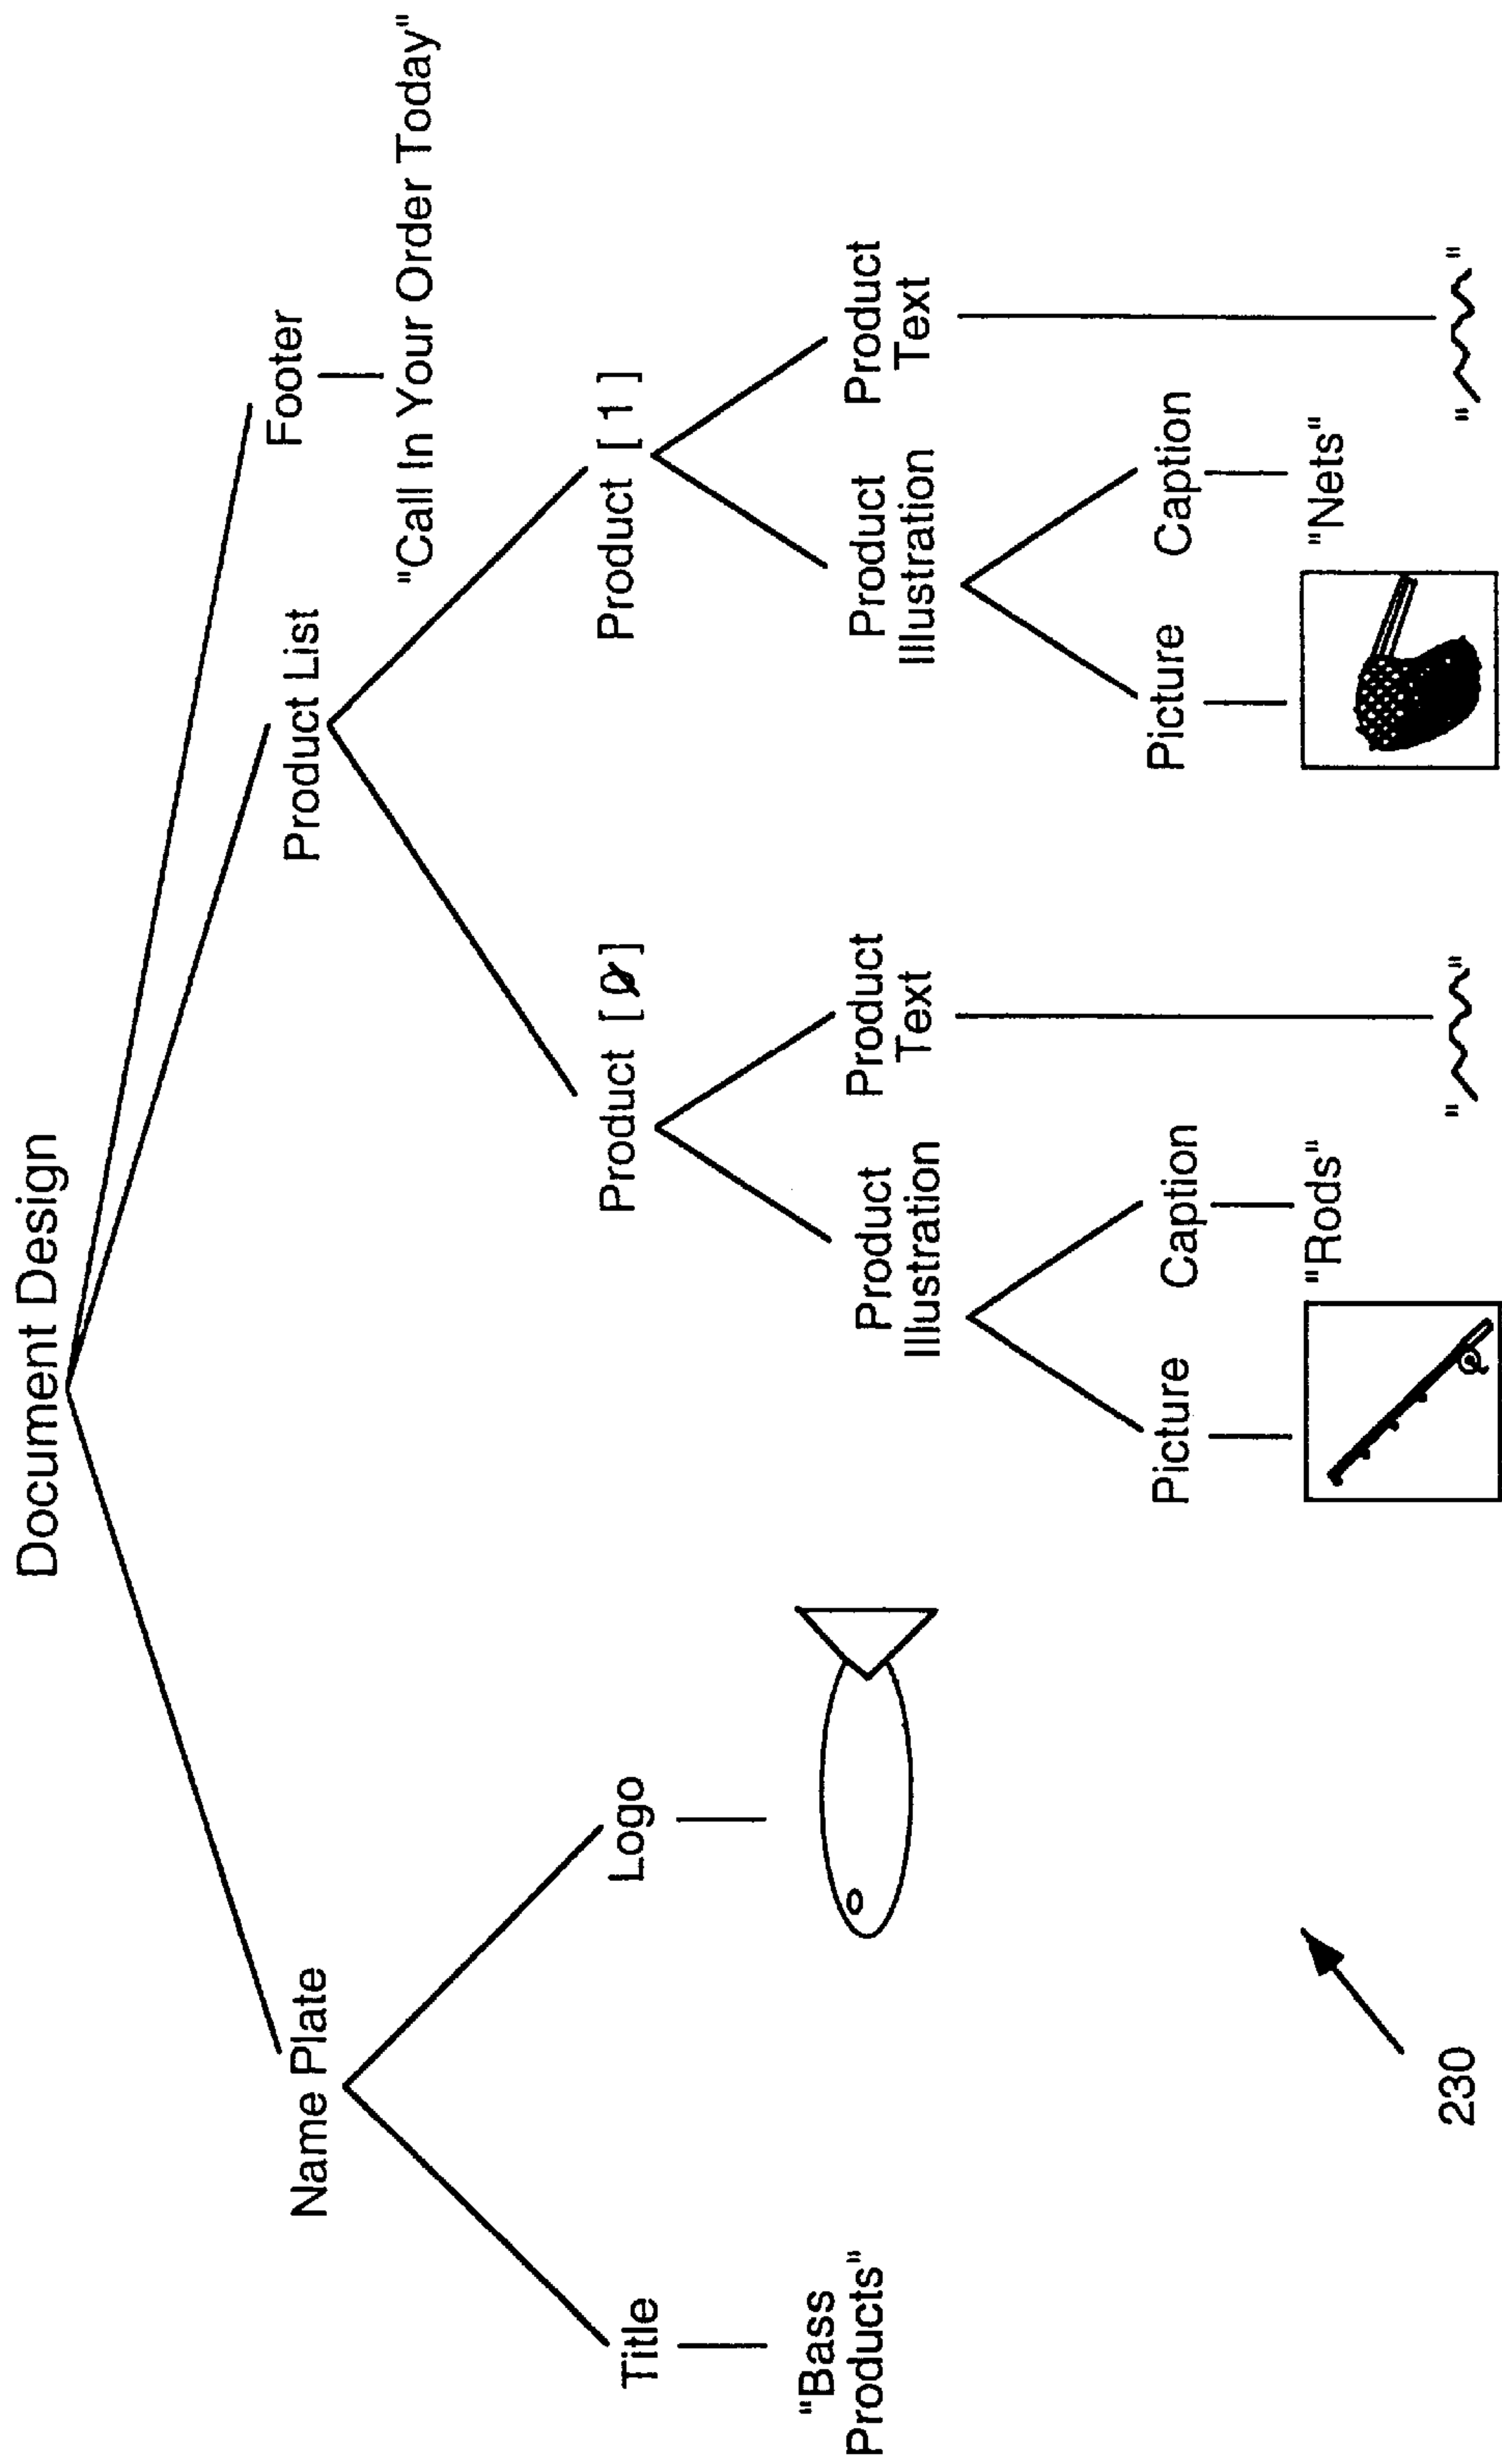 Document Design
Name Plate
Product List
Footer
"Call In Your Order Today"
Title
Logo
Product [ 0 ]
Product [ 1 ]
"Bass
Products"
Product
Illustration
Product
Text
Product
Illustration
Product
Text
Picture
Caption
Picture
Caption
"Rods"
"Nets"
230